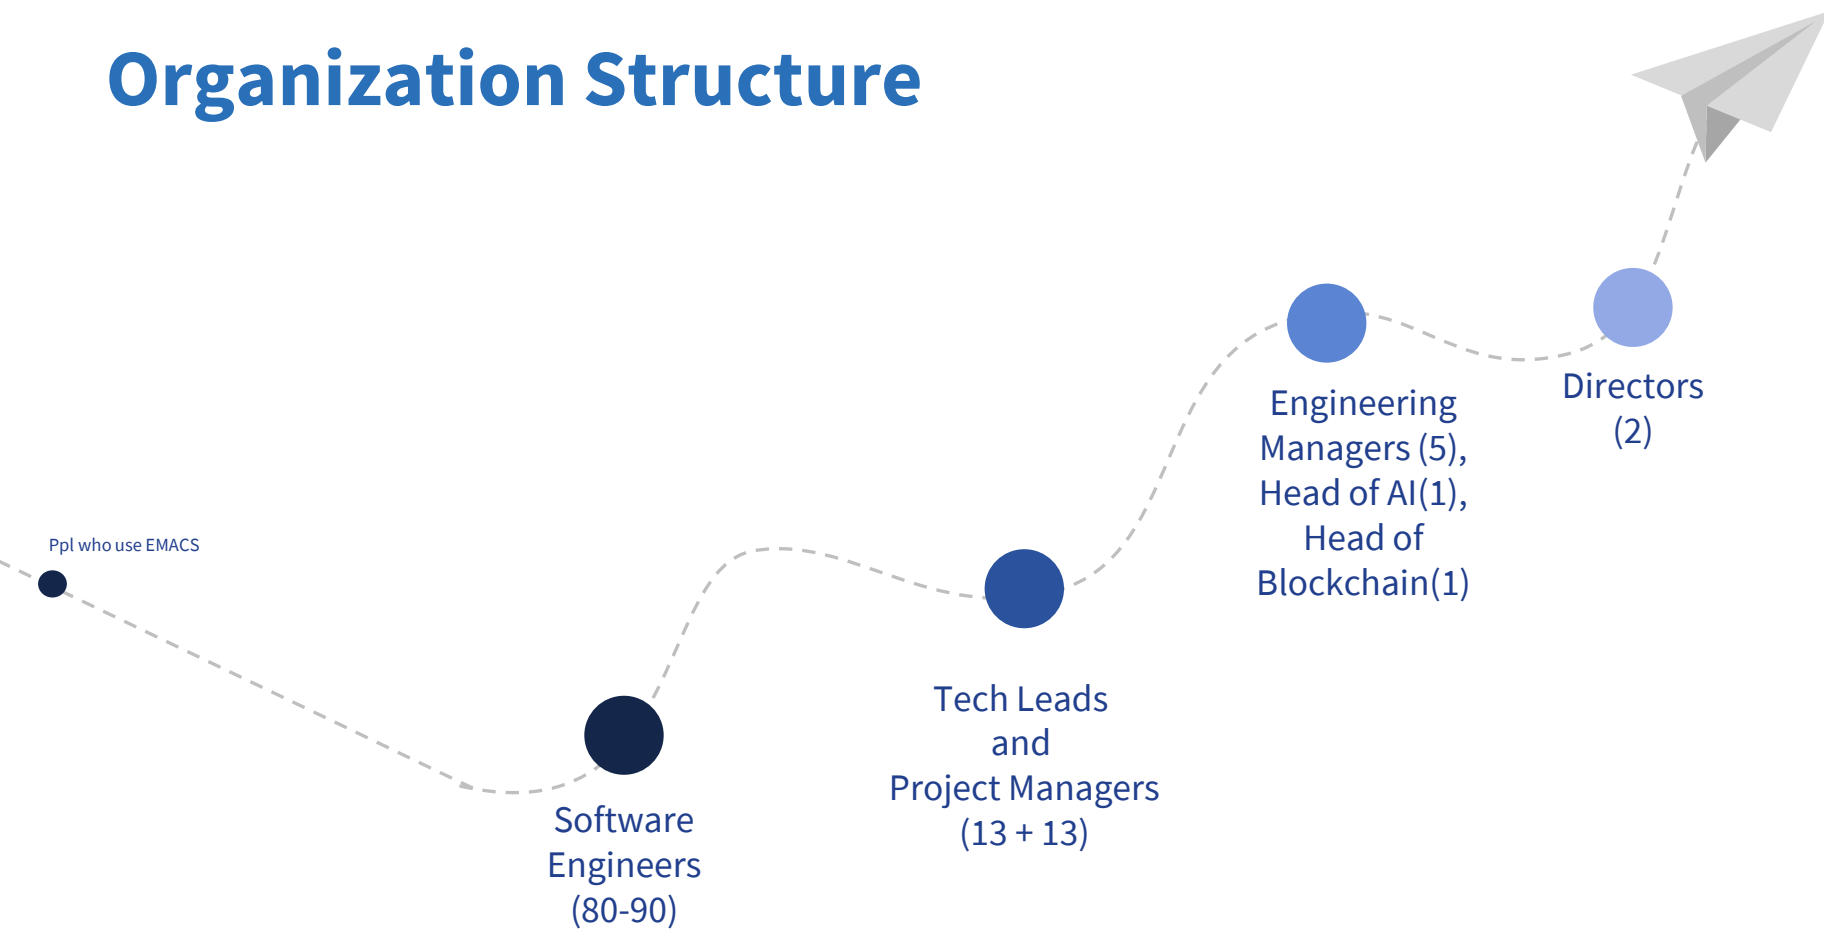 Organization Structure
Ppl who use EMACS
Software
Engineers
(80-90)
Tech Leads
and
Project Managers
(13 + 13)
Engineering
Managers (5),
Head of AI(1),
Head of
Blockchain(1)
Directors
(2)